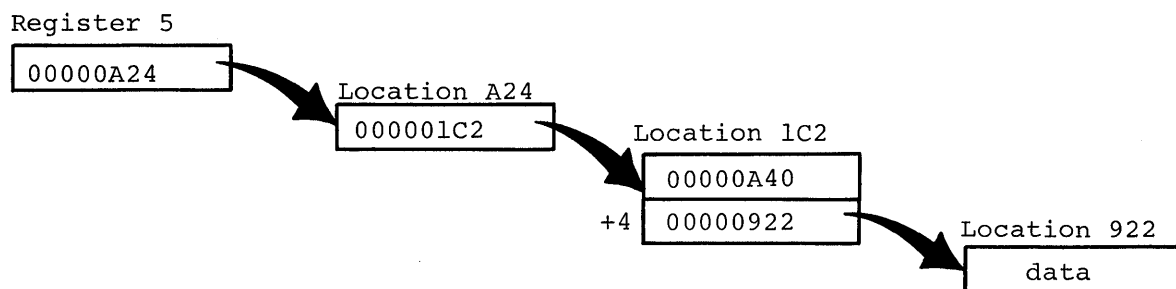 Register 5
00000A24
Location A24
000001C2
Location 1C2
00000A40
+4 00000922
Location 922
data